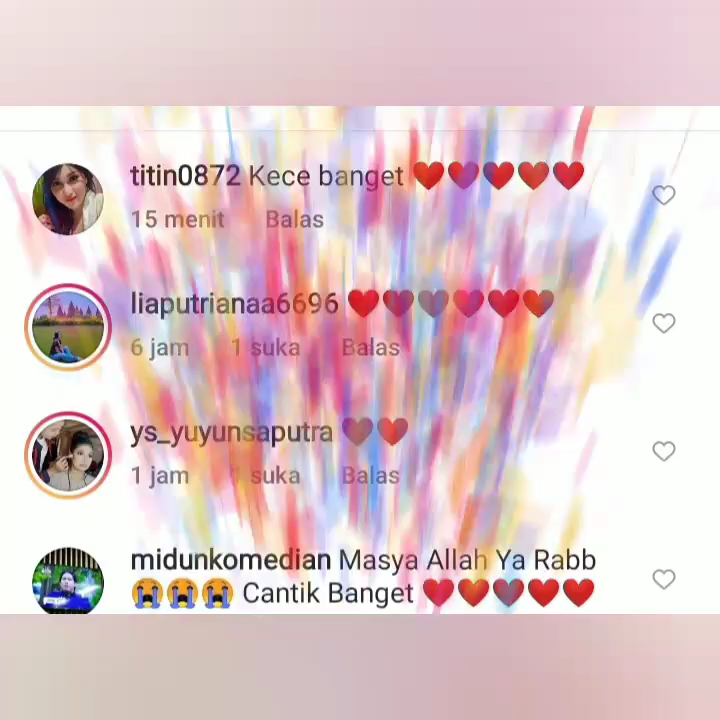 titin0872 Kece banget ❤❤❤❤❤
15 menit Balas
liaputrianaa6696 ❤❤❤❤❤❤
6 jam 1 suka Balas
ys_yuyunsaputra ❤❤
1 jam 1 suka Balas
midunkomedian Masya Allah Ya Rabb
😭😭😭 Cantik Banget ❤❤❤❤❤